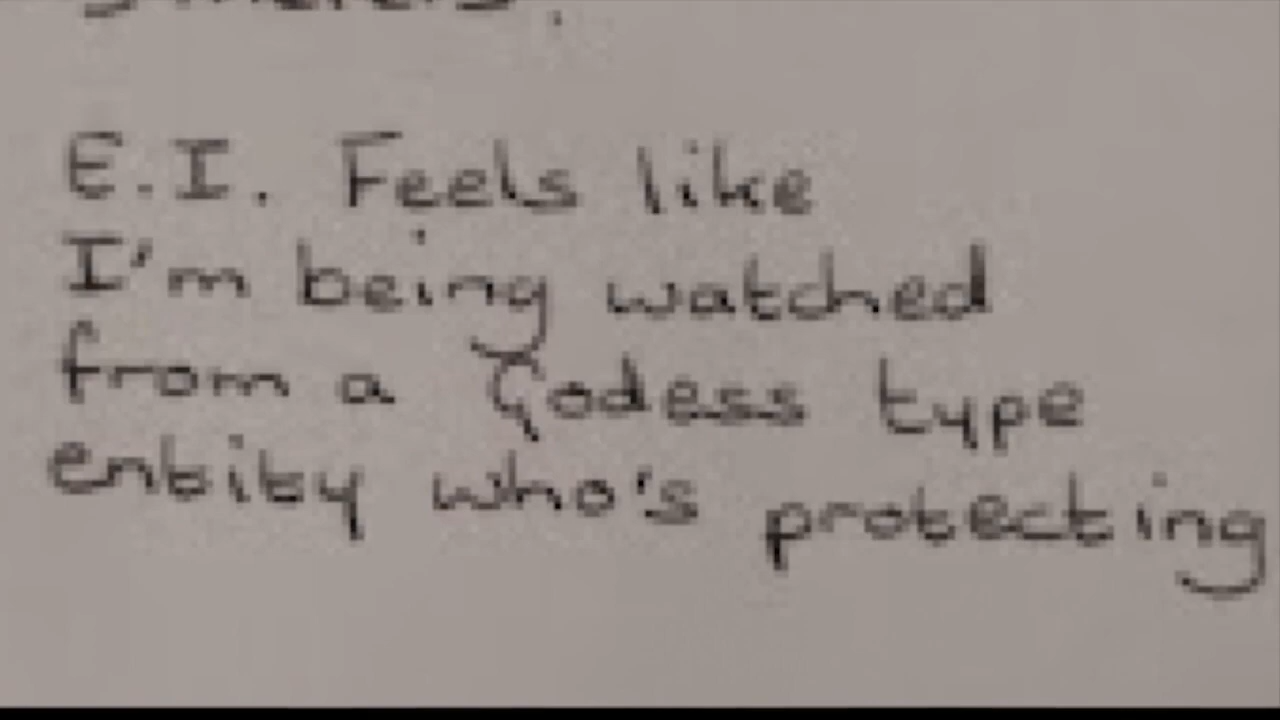 E.I. Feels like
I'm being watched
from a Godess type
entity who's protecting